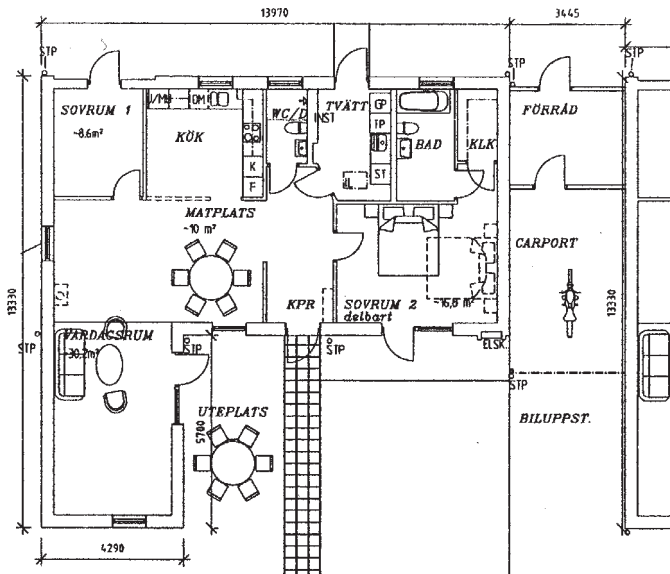 13970
3445
STP
STP
STP
SOVRUM 1
~8.6m²
U/MU
DM
KÖK
K
F
WC/D
INST
TVÄTT
GP
TP
ST
BAD
KLK
FÖRRÅD
MATPLATS
~10 m²
CARPORT
13330
13330
KPR
SOVRUM 2
delbart
~16,8 m²
VARDAGSRUM
~30,2m²
STP
STP
STP
ELSK
STP
UTEPLATS
5700
BILUPPST.
4290